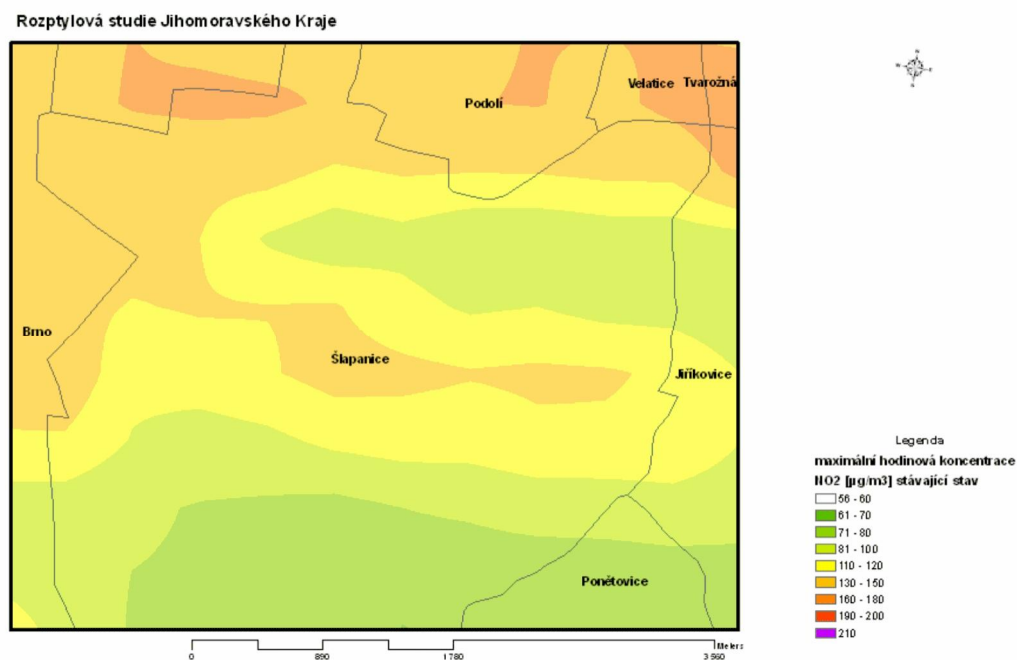 Rozptylová studie Jihomoravského Kraje
N
W
E
S
Velatice
Tvarožná
Podolí
Brno
Šlapanice
Jiříkovice
Ponětovice
Legenda
maximální hodinová koncentrace
NO2 [µg/m3] stávající stav
56 - 60
61 - 70
71 - 80
81 - 100
110 - 120
130 - 150
160 - 180
190 - 200
210
Meters
0
890
1 780
3 560